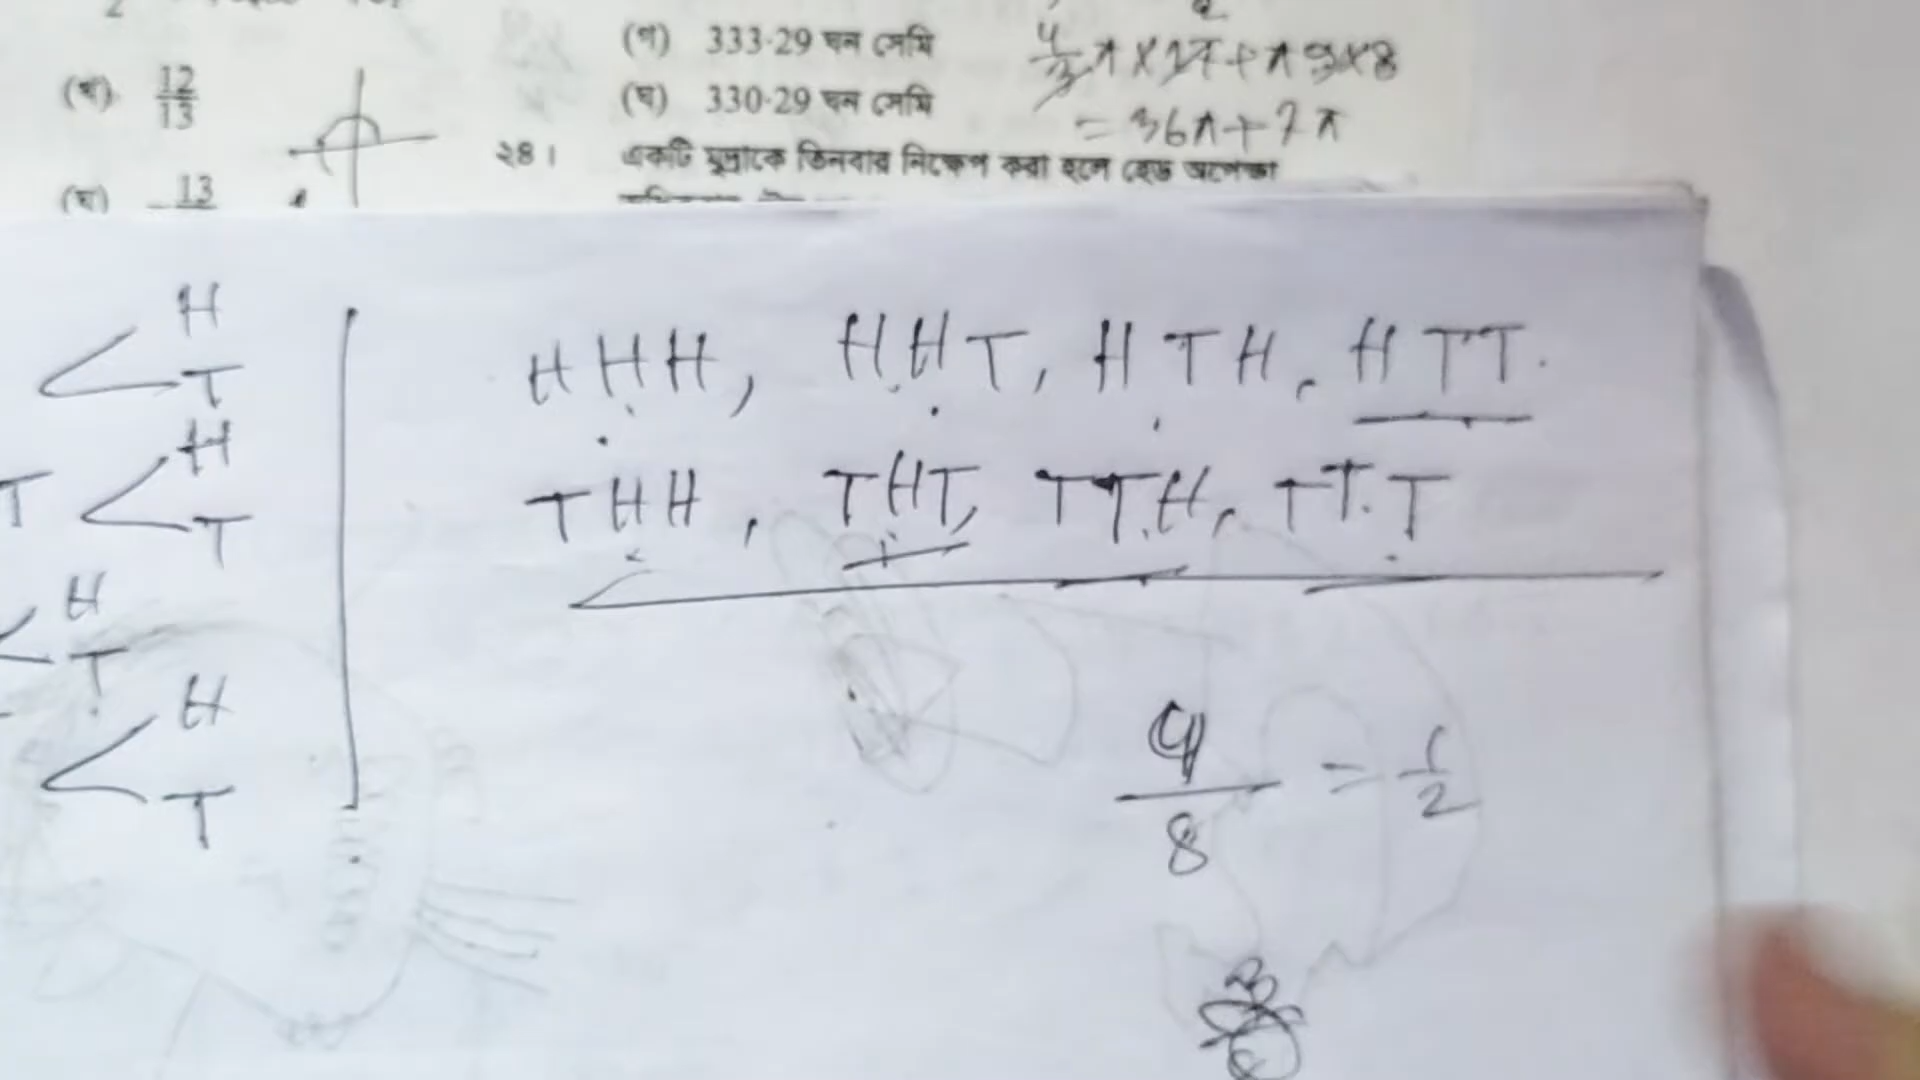 (গ) 333·29 ঘন সেমি
(ঘ) 330·29 ঘন সেমি
(গ) 12/13
(ঘ) 13
২৪। একটি মুদ্রাকে তিনবার নিক্ষেপ করা হলে হেড অপেক্ষা
= 36π+7π
H
T
H
T
T
H
T
H
T
HHH, HHT, HTH, HTT.
THH, THT, TTH, TTT
4/8 = 1/2